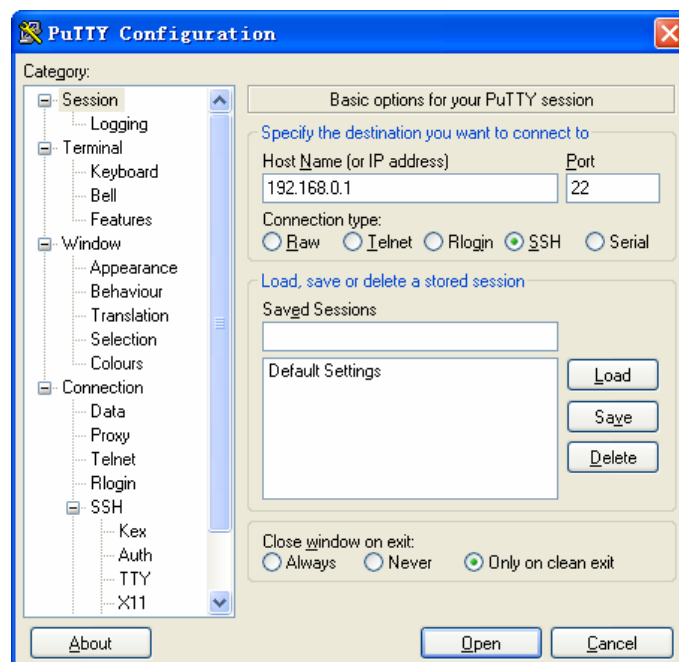 PuTTY Configuration
Category:
Session
Logging
Terminal
Keyboard
Bell
Features
Window
Appearance
Behaviour
Translation
Selection
Colours
Connection
Data
Proxy
Telnet
Rlogin
SSH
Kex
Auth
TTY
X11
Basic options for your PuTTY session
Specify the destination you want to connect to
Host Name (or IP address) Port
192.168.0.1 22
Connection type:
Raw Telnet Rlogin SSH Serial
Load, save or delete a stored session
Saved Sessions
Default Settings
Load
Save
Delete
Close window on exit:
Always Never Only on clean exit
About Open Cancel